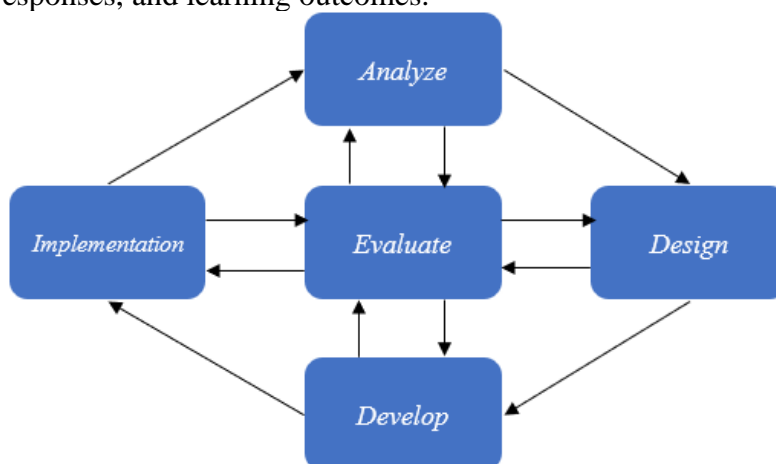 esponses, and learning outcomes.
Analyze
Implementation
Evaluate
Design
Develop